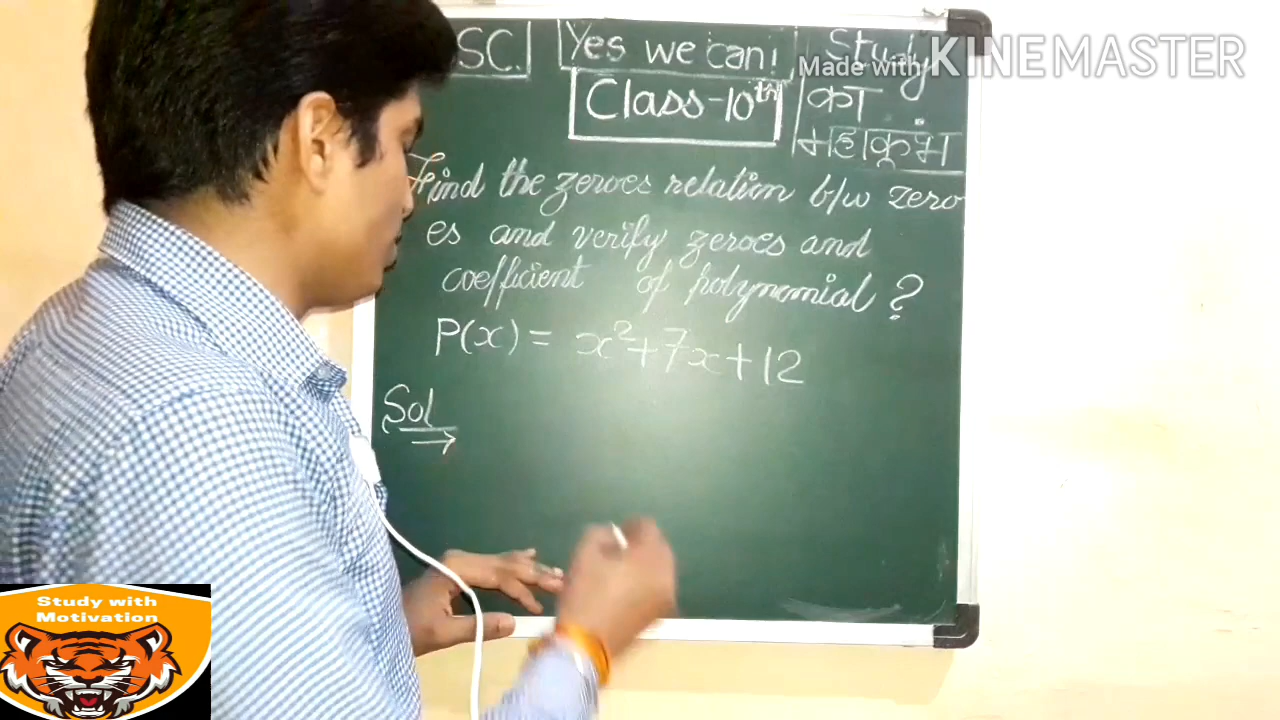 SC.
Yes we can!
Class-10th
Study
का
महाकुंभ
Made with KINEMASTER
Find the zeroes relation b/w zero
es and verify zeroes and
coefficient of polynomial ?
P(x) = x²+7x+12
Sol
Study with
Motivation